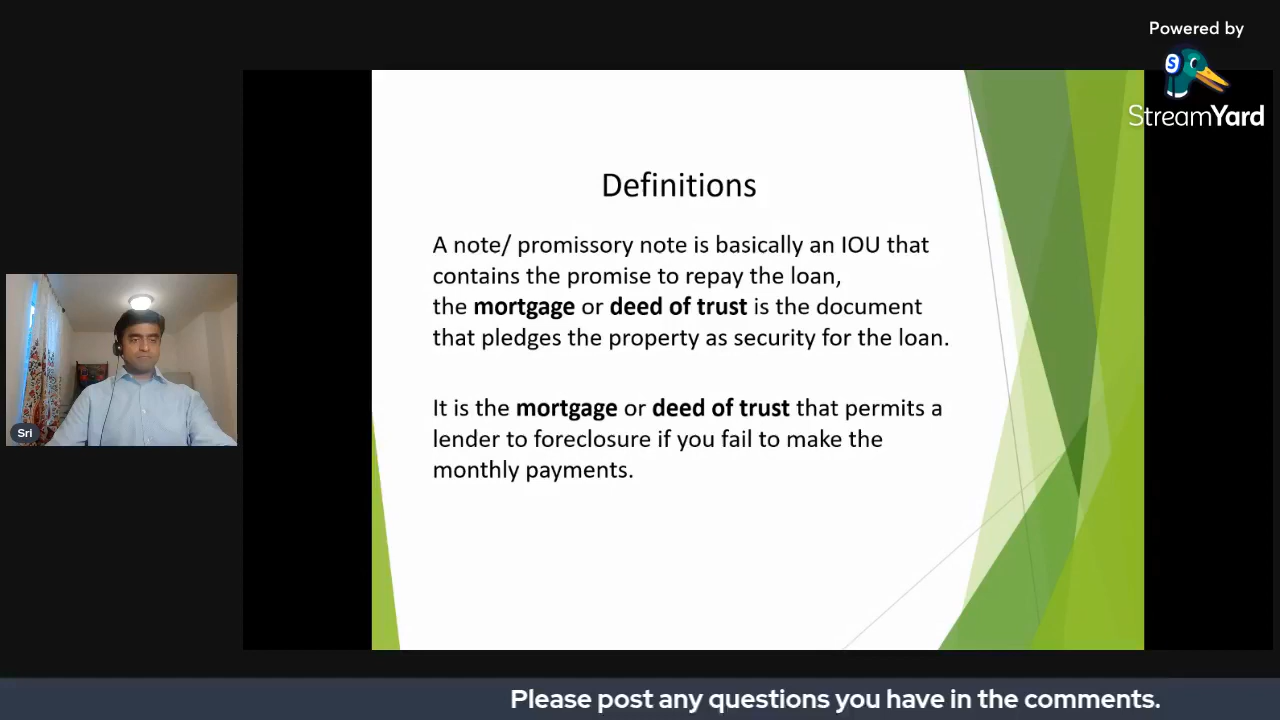 Powered by
S
StreamYard
Definitions
A note/ promissory note is basically an IOU that
contains the promise to repay the loan,
the mortgage or deed of trust is the document
that pledges the property as security for the loan.
It is the mortgage or deed of trust that permits a
lender to foreclosure if you fail to make the
monthly payments.
Sri
Please post any questions you have in the comments.